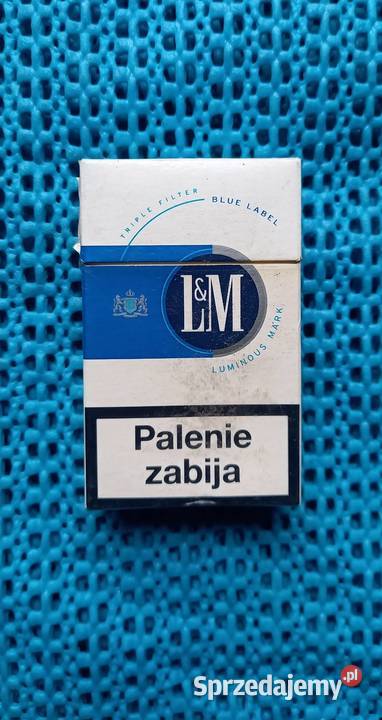 TRIPLE FILTER
BLUE LABEL
L&M
LUMINOUS MARK
Palenie
zabija
Sprzedajemy.pl